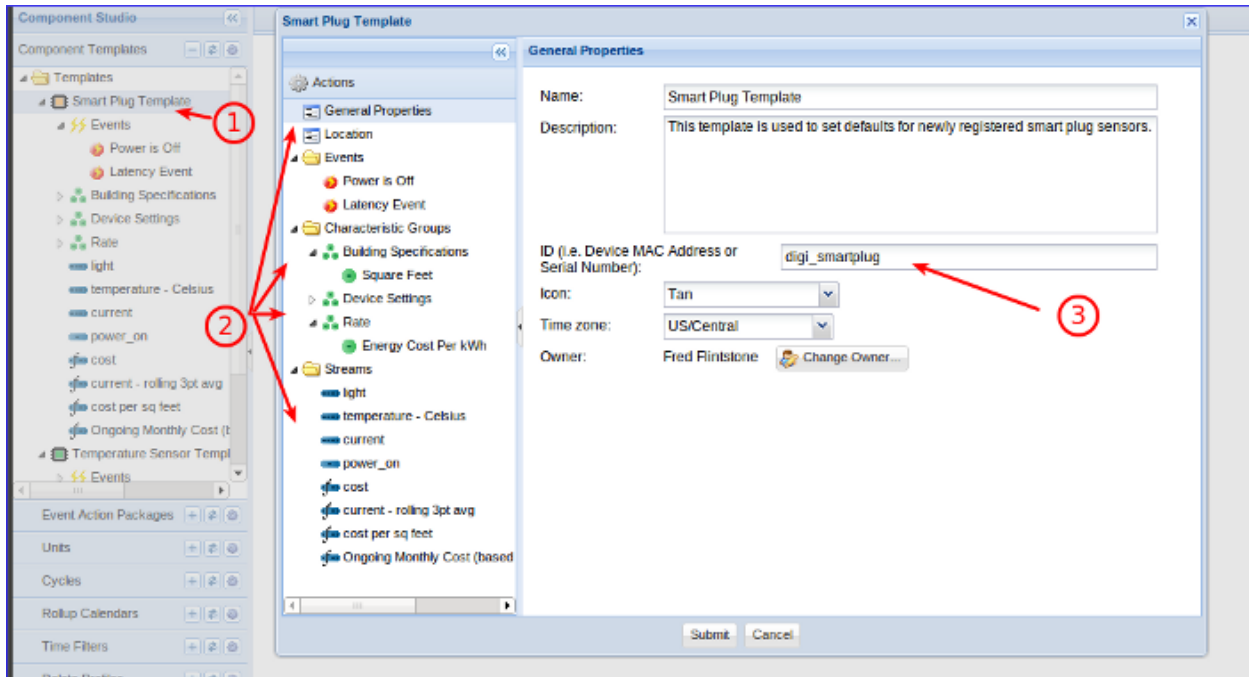 Component Studio
Component Templates
Templates
Smart Plug Template
Events
Power is Off
Latency Event
Building Specifications
Device Settings
Rate
light
temperature - Celsius
current
power_on
cost
current - rolling 3pt avg
cost per sq feet
Ongoing Monthly Cost (b
Temperature Sensor Templ
Events
Event Action Packages
Units
Cycles
Rollup Calendars
Time Filters
1
2
Smart Plug Template
Actions
General Properties
Location
Events
Power is Off
Latency Event
Characteristic Groups
Building Specifications
Square Feet
Device Settings
Rate
Energy Cost Per kWh
Streams
light
temperature - Celsius
current
power_on
cost
current - rolling 3pt avg
cost per sq feet
Ongoing Monthly Cost (based
General Properties
Name: Smart Plug Template
Description: This template is used to set defaults for newly registered smart plug sensors.
ID (i.e. Device MAC Address or
Serial Number): digi_smartplug
Icon: Tan
3
Time zone: US/Central
Owner: Fred Flintstone Change Owner...
Submit Cancel